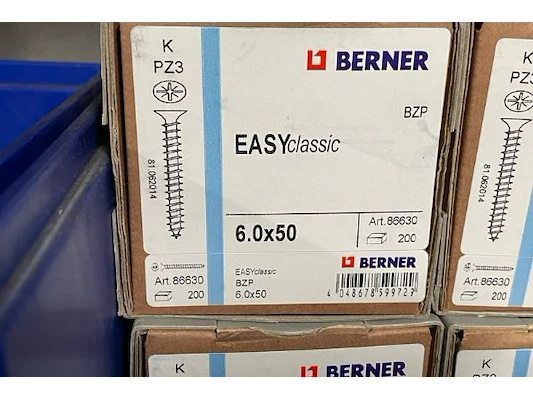 K
PZ3
81.062014
BERNER
BZP
EASYclassic
6.0x50
Art. 86630
200
Art. 86630
200
EASYclassic
BZP
6.0x50
BERNER
4 048678 599729
K
PZ3
81.062014
Art. 86630
200
K
BERNER
K